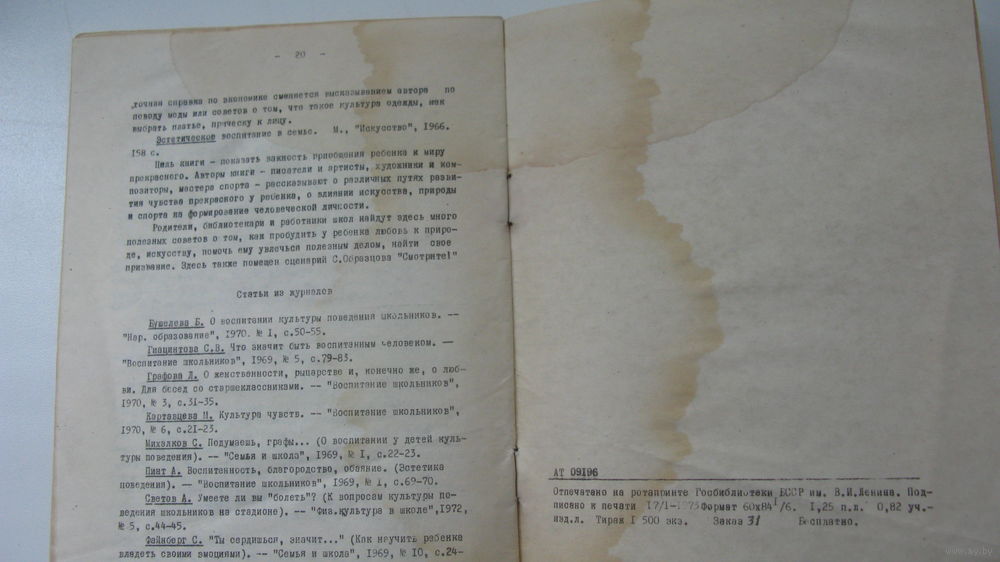 - 20 -
точная справка по экономике сменяется высказыванием автора по
поводу моды или советов о том, что такое культура одежды, как
выбрать платье, прическу к лицу.
Эстетическое воспитание в семье. М., "Искусство", 1966.
158 с.
Цель книги - показать важность приобщения ребенка к миру
прекрасного. Авторы книги - писатели и артисты, художники и ком-
позиторы, мастера спорта - рассказывают о различных путях разви-
тия чувства прекрасного у ребенка, о влиянии искусства, природы
и спорта на формирование человеческой личности.
Родители, библиотекари и работники школ найдут здесь много
полезных советов о том, как пробудить у ребенка любовь к приро-
де, искусству, помочь ему увлечься полезным делом, найти свое
призвание. Здесь также помещен сценарий С.Образцова "Смотрите!"
Статьи из журналов
Бушелева Б. О воспитании культуры поведения школьников. --
"Нар. образование", 1970. № 1, с.50-55.
Гиацинтова С.В. Что значит быть воспитанным человеком. —
"Воспитание школьников", 1969, № 5, с.79-83.
Графова Л. О женственности, рыцарстве и, конечно же, о люб-
ви. Для бесед со старшеклассниками. -- "Воспитание школьников",
1970, № 3, с.31-35.
Картавцева М. Культура чувств. -- "Воспитание школьников",
1970, № 6, с.21-23.
Михалков С. Подумаешь, графы... (О воспитании у детей куль-
туры поведения). -- "Семья и школа", 1969, № 1, с.22-23.
Пинт А. Воспитанность, благородство, обаяние. (Эстетика
поведения). -- "Воспитание школьников", 1969, № 1, с.69-70.
Светов А. Умеете ли вы "болеть"? (К вопросам культуры по-
ведения школьников на стадионе). -- "Физ.культура в школе",1972,
№ 5, с.44-45.
Файнберг С. "Ты сердишься, значит..." (Как научить ребенка
владеть своими эмоциями). -- "Семья и школа", 1969, № 10, с.24-
АТ 09196
Отпечатано на ротапринте Госбиблиотеки БССР им. В.И.Ленина. Под-
писано к печати 17/1-1973 Формат 60х84 1/6. 1,25 п.л. 0,82 уч.-
изд.л. Тираж 1 500 экз. Заказ 31 Бесплатно.
www.ay.by